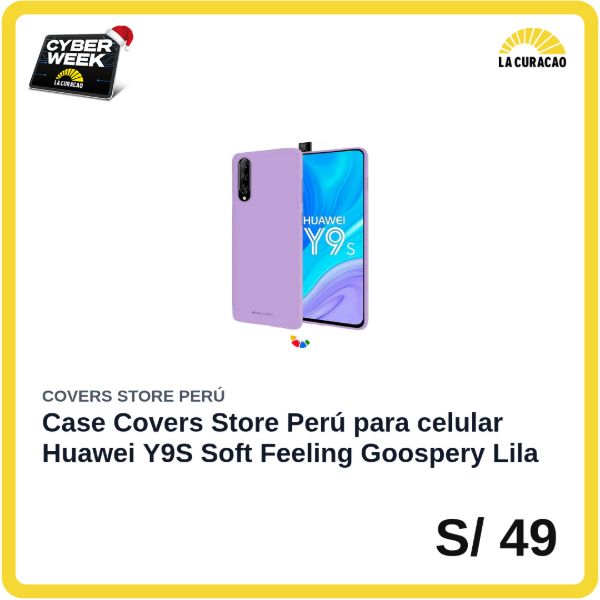 CYBER
WEEK
LA CURACAO
LA CURACAO
HUAWEI
Y9s
COVERS STORE PERÚ
Case Covers Store Perú para celular
Huawei Y9S Soft Feeling Goospery Lila
S/ 49